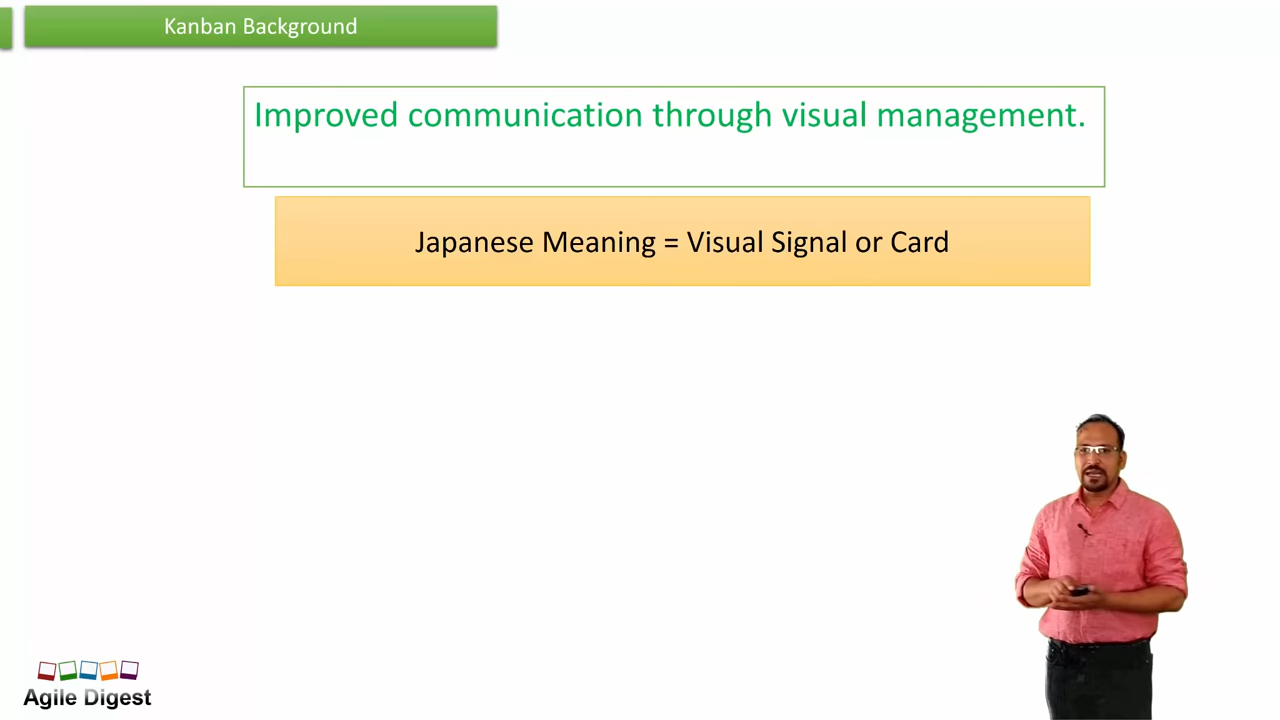 Kanban Background
Improved communication through visual management.
Japanese Meaning = Visual Signal or Card
Agile Digest